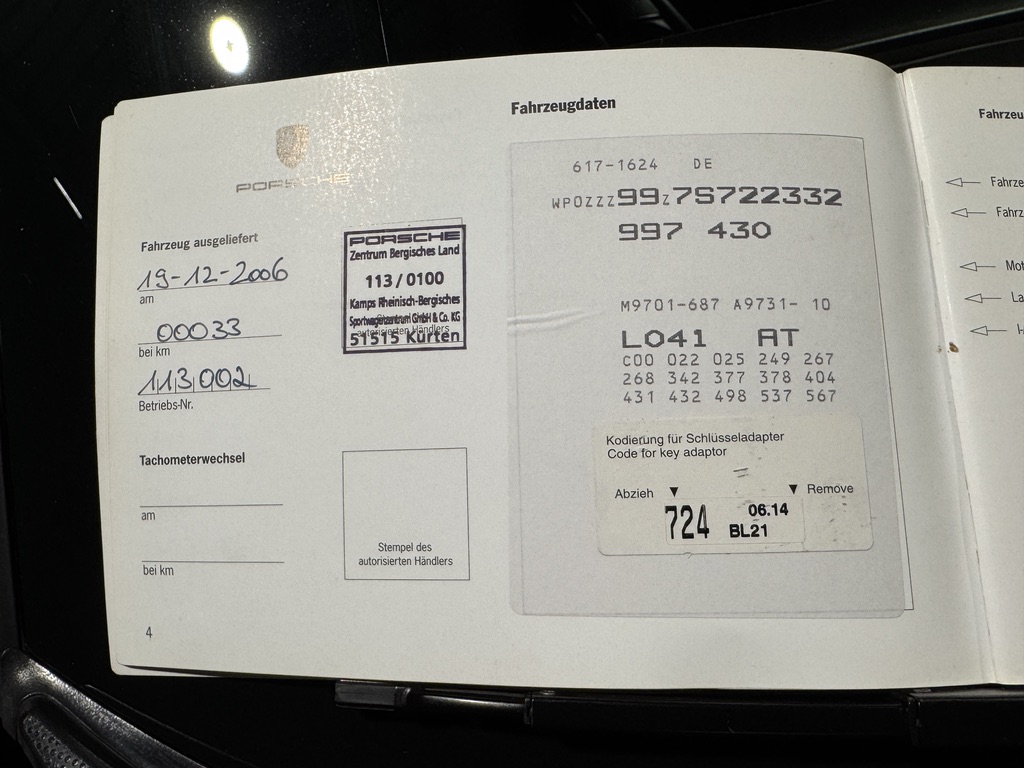 PORSCHE
Fahrzeug ausgeliefert
19-12-2006
am
00033
bei km
113002
Betriebs-Nr.
PORSCHE
Zentrum Bergisches Land
113/0100
Kamps Rheinisch-Bergisches
Sportwagenzentrum GmbH & Co. KG
autorisierten Händlers
51515 Kürten
Tachometerwechsel
am
bei km
Stempel des
autorisierten Händlers
4
Fahrzeugdaten
617-1624 DE
WP0ZZZ99Z7S722332
997 430
M9701-687 A9731- 10
L041 AT
C00 022 025 249 267
268 342 377 378 404
431 432 498 537 567
Kodierung für Schlüsseladapter
Code for key adaptor
Abzieh ▼ ▼ Remove
724 06.14
BL21
Fahrzeu
Fahrze
Fahrz
Mot
La
H